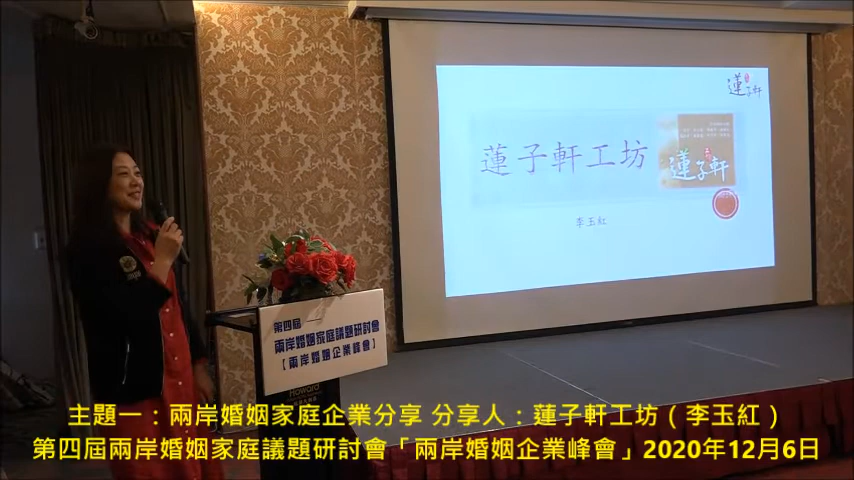 蓮子軒
蓮子軒工坊
蓮子軒
李玉紅
第四屆
兩岸婚姻家庭議題研討會
【兩岸婚姻企業峰會】
HOWARD
主題一：兩岸婚姻家庭企業分享 分享人：蓮子軒工坊（李玉紅）
第四屆兩岸婚姻家庭議題研討會「兩岸婚姻企業峰會」2020年12月6日